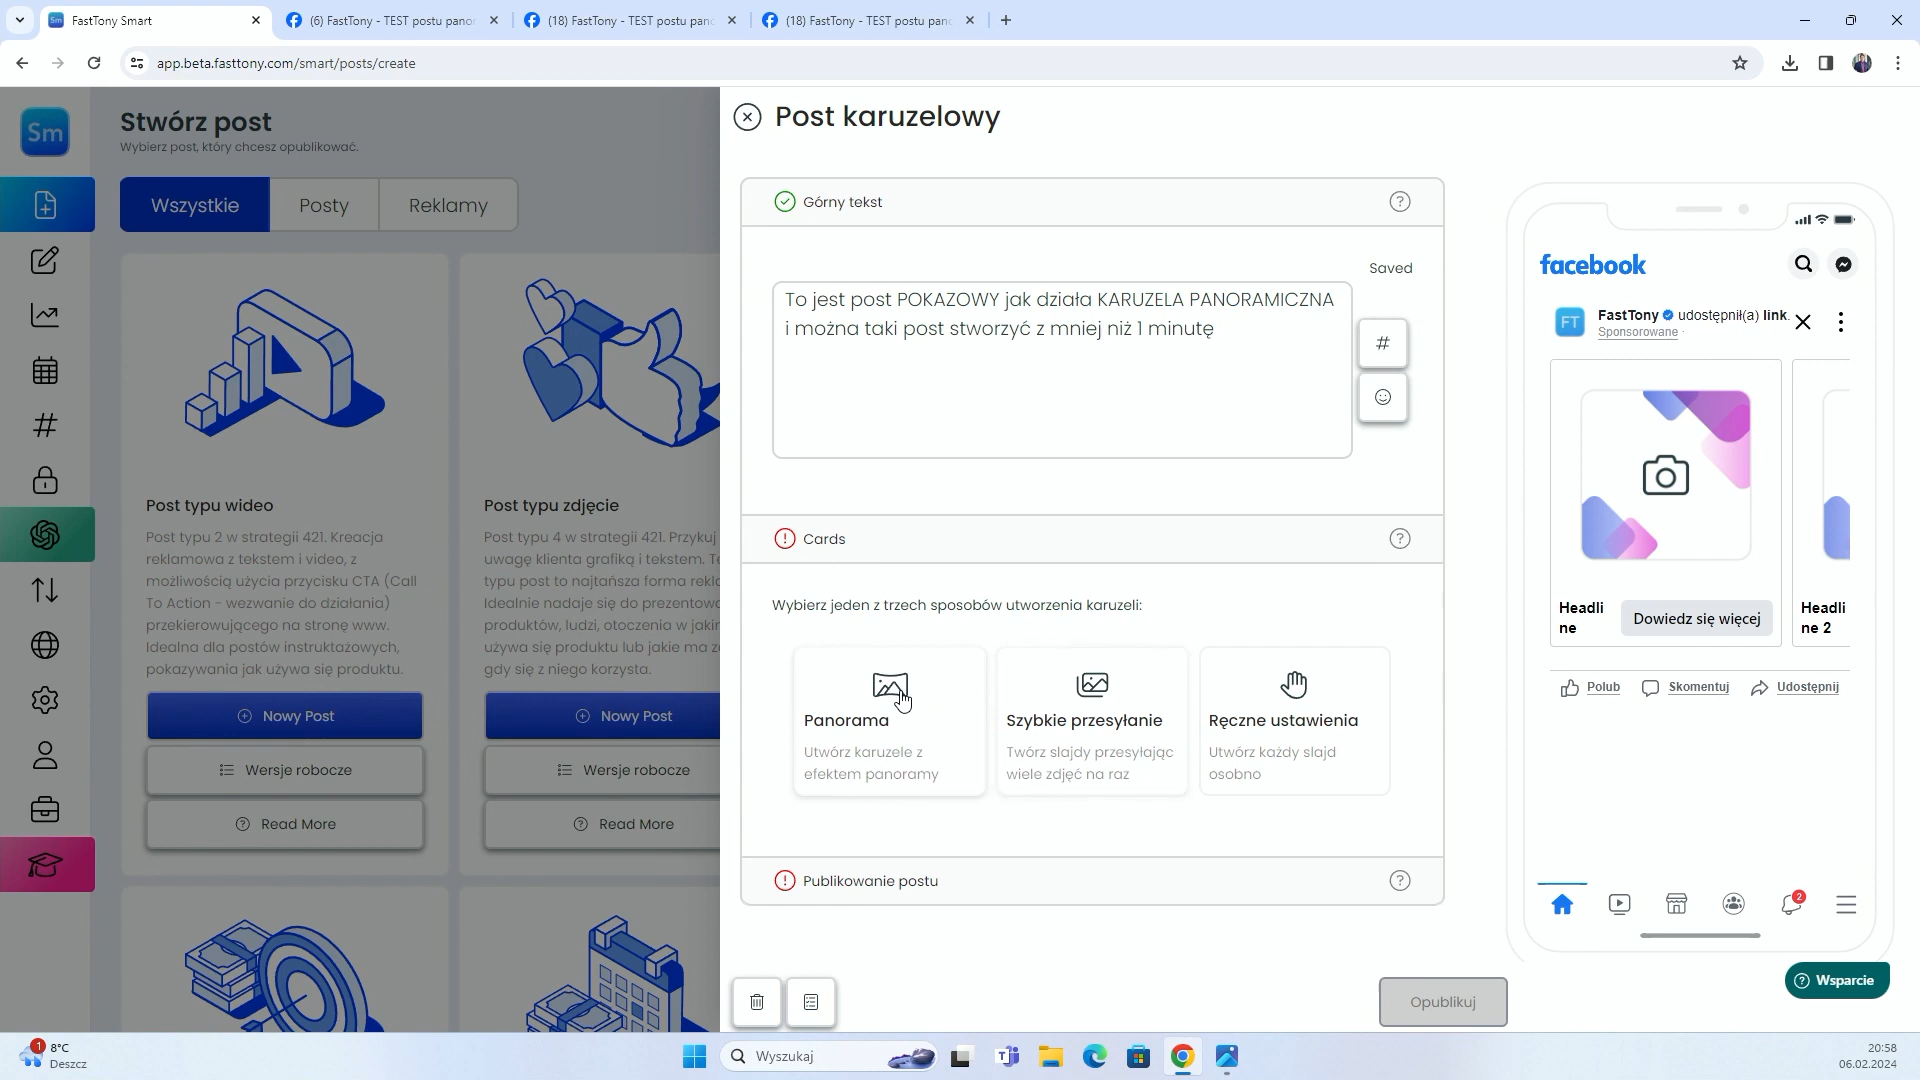 FastTony Smart
(6) FastTony - TEST postu panor
(18) FastTony - TEST postu pano
(18) FastTony - TEST postu pano
app.beta.fasttony.com/smart/posts/create
Sm
Stwórz post
Wybierz post, który chcesz opublikować.
Wszystkie
Posty
Reklamy
Post typu wideo
Post typu 2 w strategii 421. Kreacja
reklamowa z tekstem i video, z
możliwością użycia przycisku CTA (Call
To Action - wezwanie do działania)
przekierowującego na stronę www.
Idealna dla postów instruktażowych,
pokazywania jak używa się produktu.
Nowy Post
Wersje robocze
Read More
Post typu zdjęcie
Post typu 4 w strategii 421. Przykuj
uwagę klienta grafiką i tekstem. Te
typu post to najtańsza forma rekl
Idealnie nadaje się do prezentowa
produktów, ludzi, otoczenia w jakim
używa się produktu lub jakie ma z
gdy się z niego korzysta.
Nowy Post
Wersje robocze
Read More
Post karuzelowy
Górny tekst
?
Saved
To jest post POKAZOWY jak działa KARUZELA PANORAMICZNA
i można taki post stworzyć z mniej niż 1 minutę
#
Cards
?
Wybierz jeden z trzech sposobów utworzenia karuzeli:
Panorama
Utwórz karuzele z
efektem panoramy
Szybkie przesyłanie
Twórz slajdy przesyłając
wiele zdjęć na raz
Ręczne ustawienia
Utwórz każdy slajd
osobno
Publikowanie postu
?
Opublikuj
facebook
FT
FastTony udostępnił(a) link.
Sponsorowane ·
Headli
ne
Dowiedz się więcej
Headli
ne 2
Polub
Skomentuj
Udostępnij
2
Wsparcie
1
8°C
Deszcz
Wyszukaj
20:58
06.02.2024